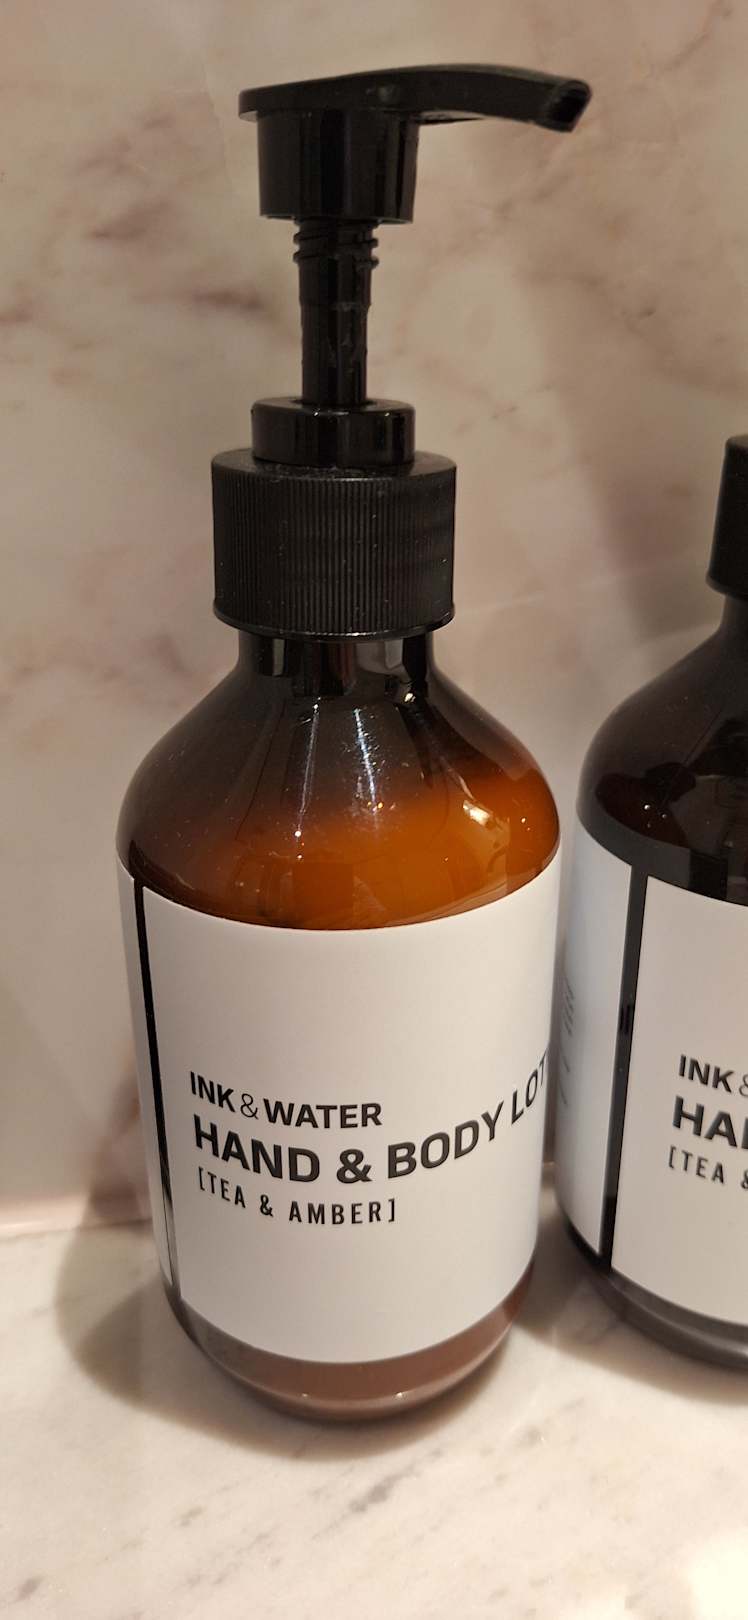 INK & WATER
HAND & BODY LOT
[TEA & AMBER]
INK &
HA
[TEA &